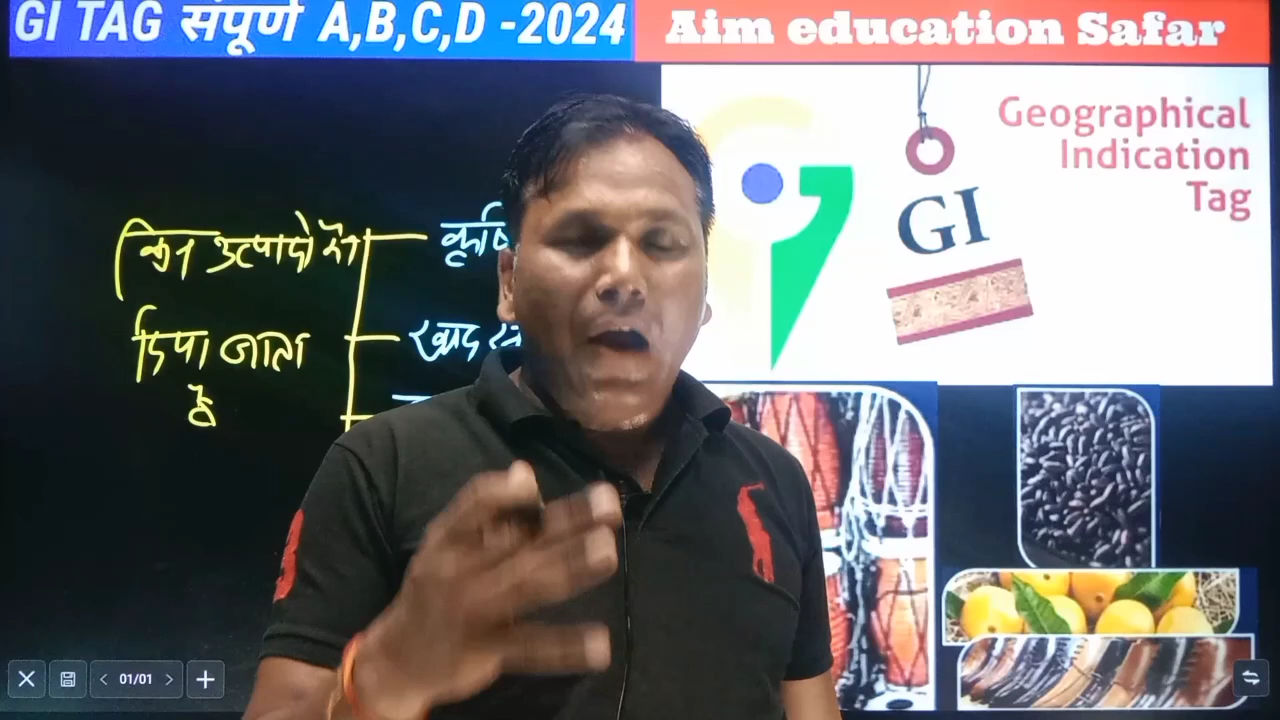 GI TAG संपूर्ण A,B,C,D -2024
Aim education Safar
Geographical
Indication
Tag
GI
किन उत्पादो को
दिया जाता
है
कृषि
खाद
01/01